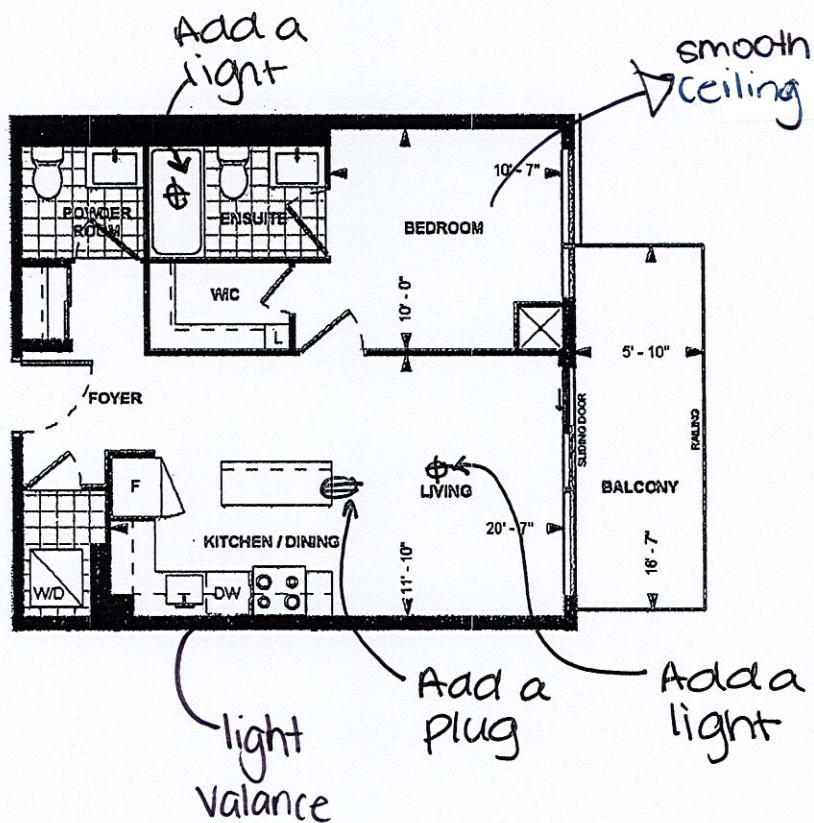 Add a
light
smooth
ceiling
10' - 7"
POWDER
ROOM
ENSUITE
BEDROOM
WIC
10' - 0"
L
5' - 10"
FOYER
SLIDING DOOR
RAILING
F
LIVING
BALCONY
KITCHEN / DINING
20' - 7"
W/D
DW
11' - 10"
16' - 7"
Add a
plug
Add a
light
light
valance